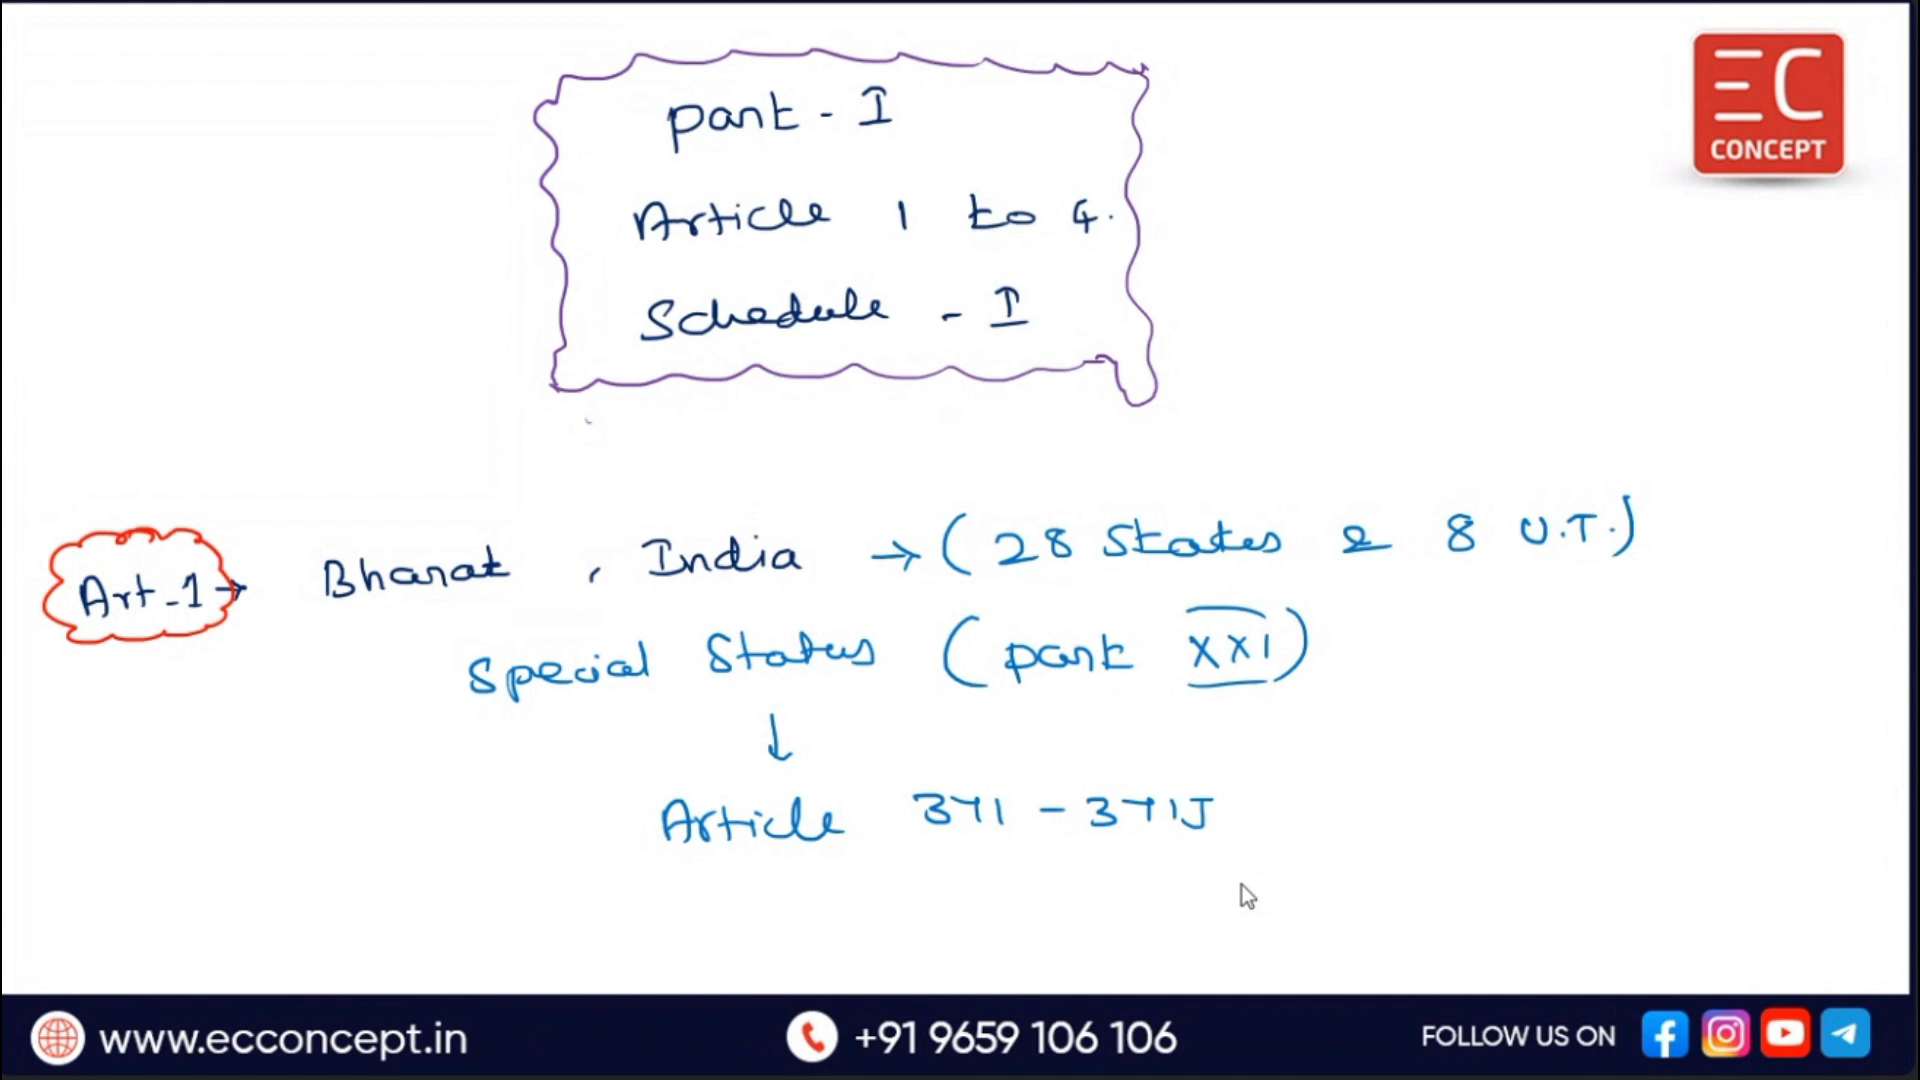 EC
CONCEPT
Part - I
Article 1 to 4.
Schedule - I
Art-1 → Bharat, India → (28 States & 8 U.T.)
Special Status (Part XXI)
↓
Article 371 - 371J
www.ecconcept.in
+91 9659 106 106
FOLLOW US ON